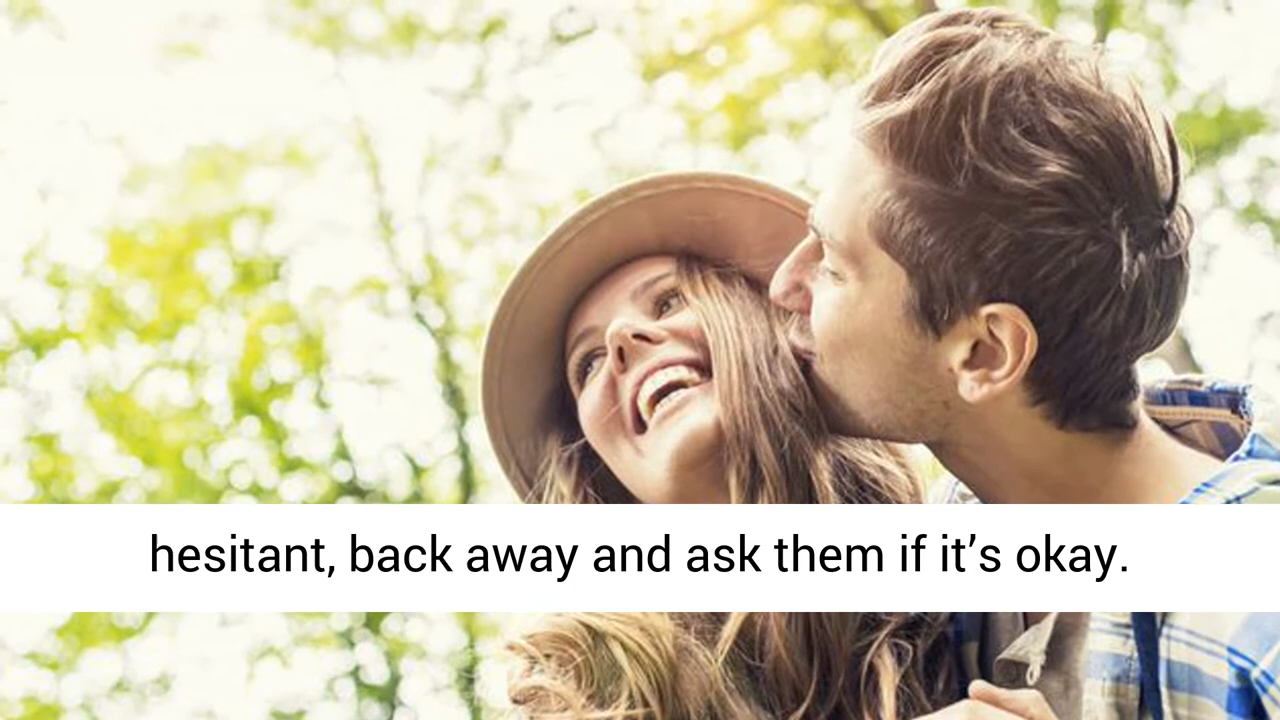 hesitant, back away and ask them if it’s okay.